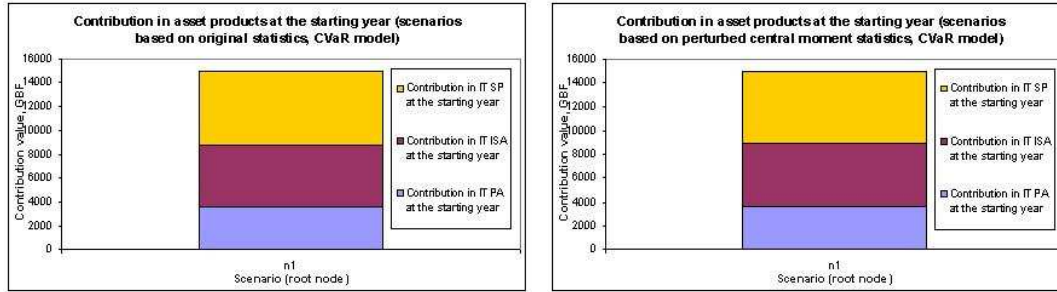 Contribution in asset products at the starting year (scenarios
based on original statistics, CVaR model)
16000
14000
12000
10000
8000
6000
4000
2000
0
Contribution value, GBP
n1
Scenario (root node)
Contribution in IT SP
at the starting year
Contribution in IT ISA
at the starting year
Contribution in IT PA
at the starting year
Contribution in asset products at the starting year (scenarios
based on perturbed central moment statistics, CVaR model)
16000
14000
12000
10000
8000
6000
4000
2000
0
Contribution value, GBP
n1
Scenario (root node)
Contribution in IT SP
at the starting year
Contribution in IT ISA
at the starting year
Contribution in IT PA
at the starting year